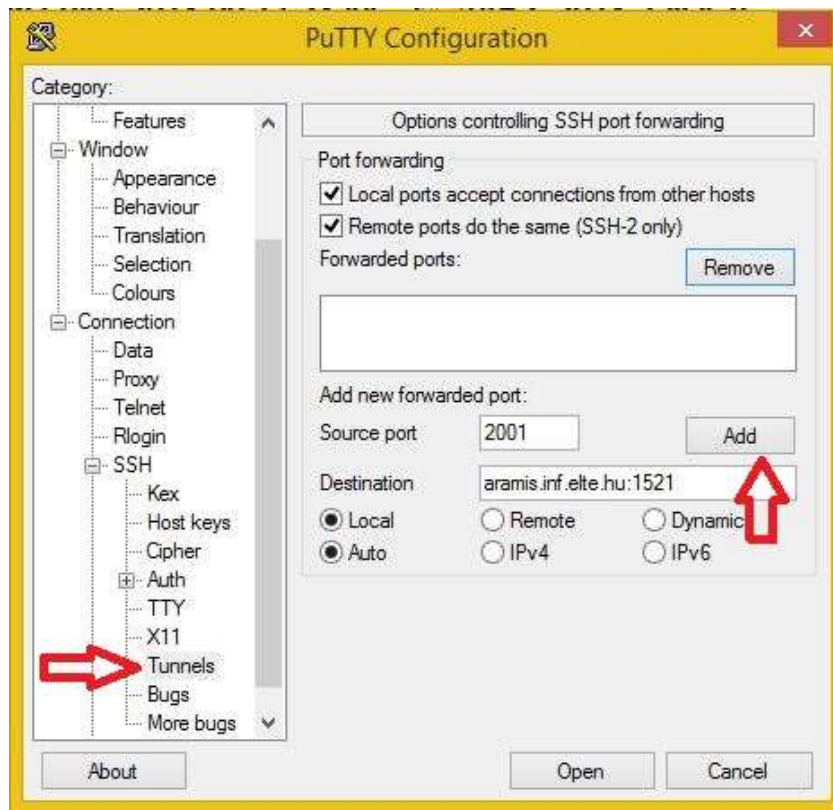 PuTTY Configuration
Category:
Features
Window
Appearance
Behaviour
Translation
Selection
Colours
Connection
Data
Proxy
Telnet
Rlogin
SSH
Kex
Host keys
Cipher
Auth
TTY
X11
Tunnels
Bugs
More bugs
Options controlling SSH port forwarding
Port forwarding
Local ports accept connections from other hosts
Remote ports do the same (SSH-2 only)
Forwarded ports:
Remove
Add new forwarded port:
Source port 2001 Add
Destination aramis.inf.elte.hu:1521
Local Remote Dynamic
Auto IPv4 IPv6
About Open Cancel